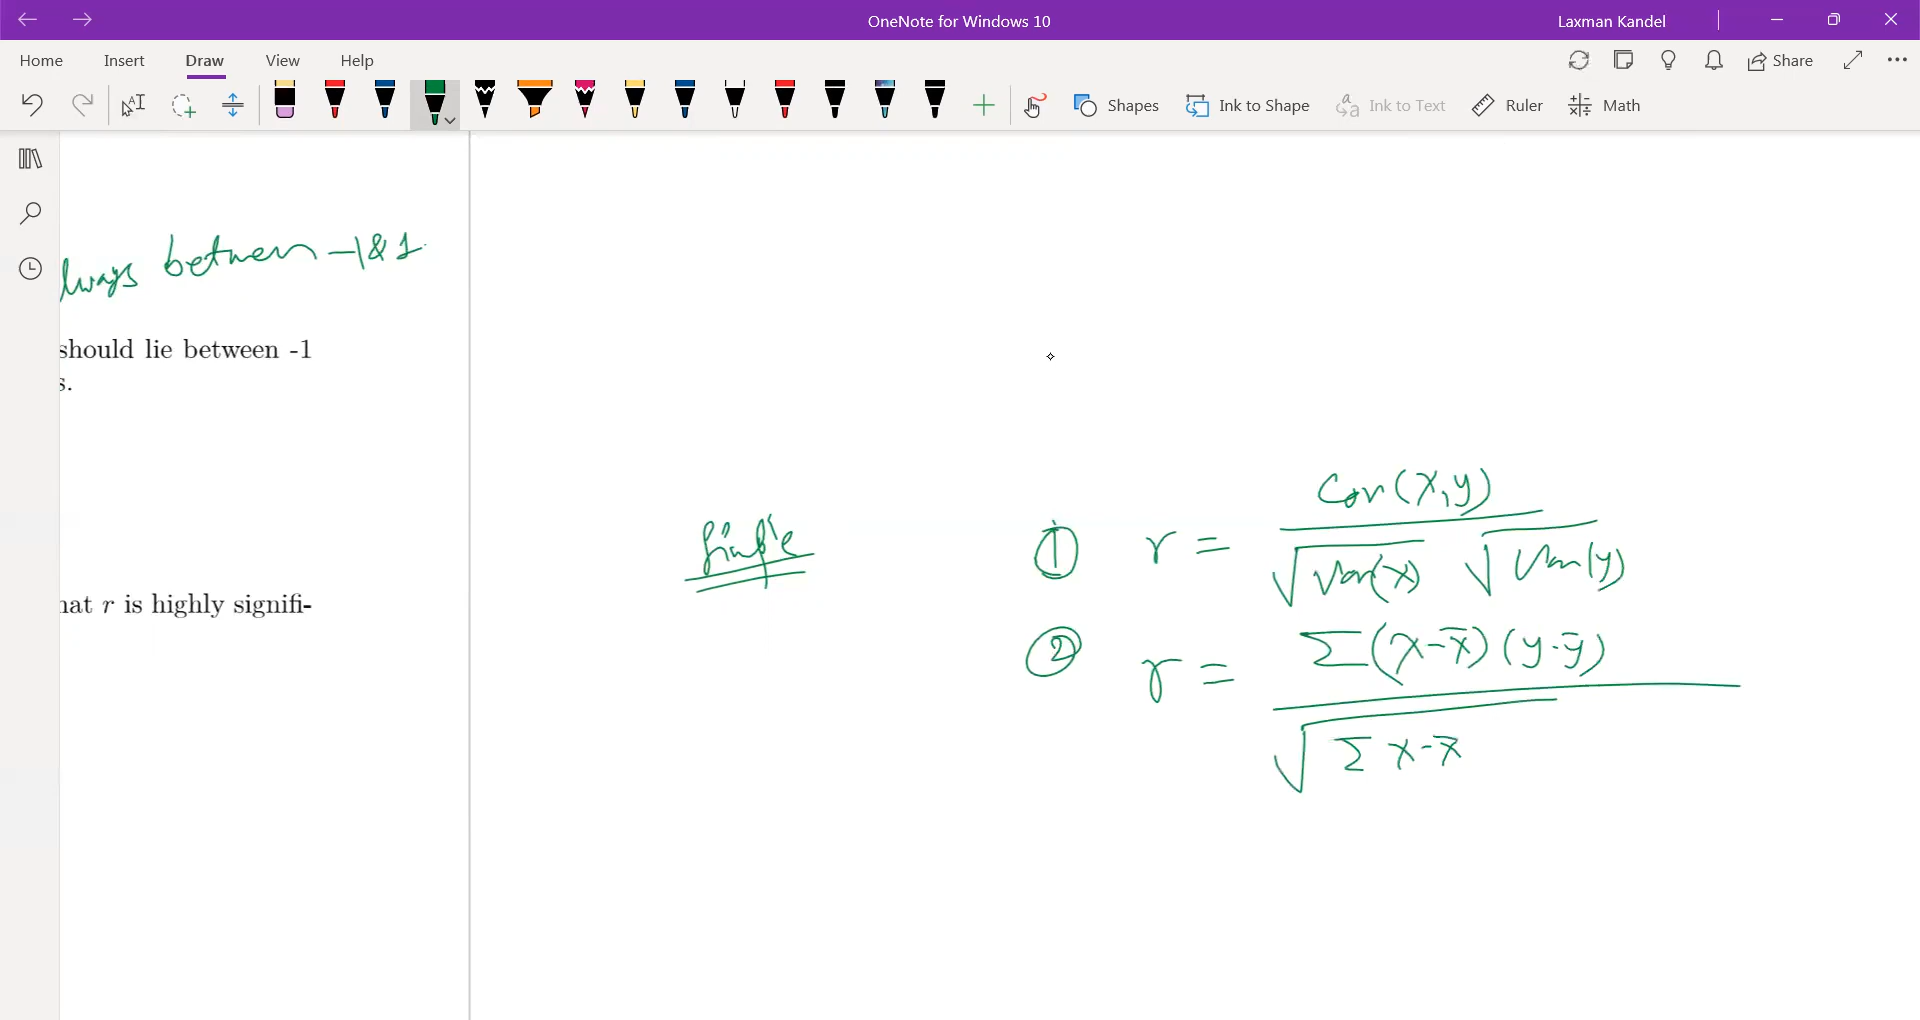 OneNote for Windows 10
Laxman Kandel
Home Insert Draw View Help
Share
Shapes Ink to Shape Ink to Text Ruler Math
lways between -1 & 1.
should lie between -1
s.
hat r is highly signifi-
① r = Cov(x,y) / √Var(x) √Var(y)
② r = Σ(x-x̄)(y-ȳ) / √Σ x-x̄